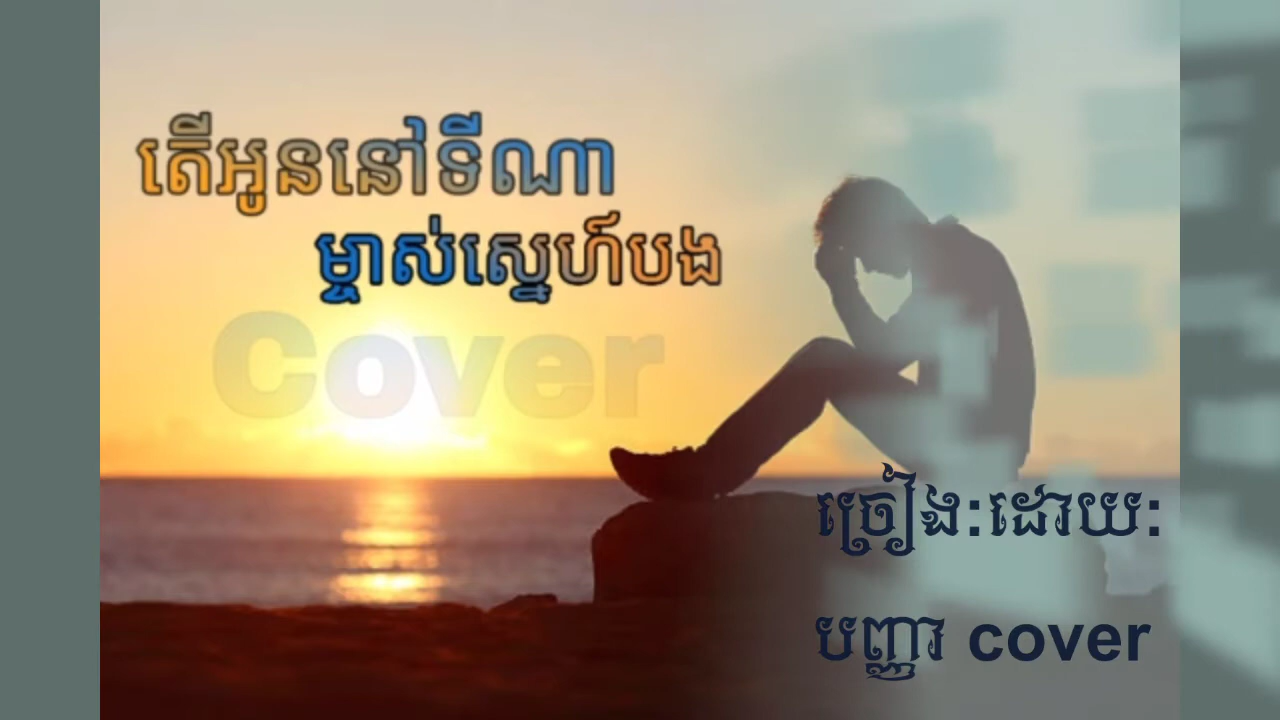 តើអូននៅទីណា
ម្ចាស់ស្នេហ៍បង
Cover
ច្រៀង:ដោយ:
បញ្ញា cover